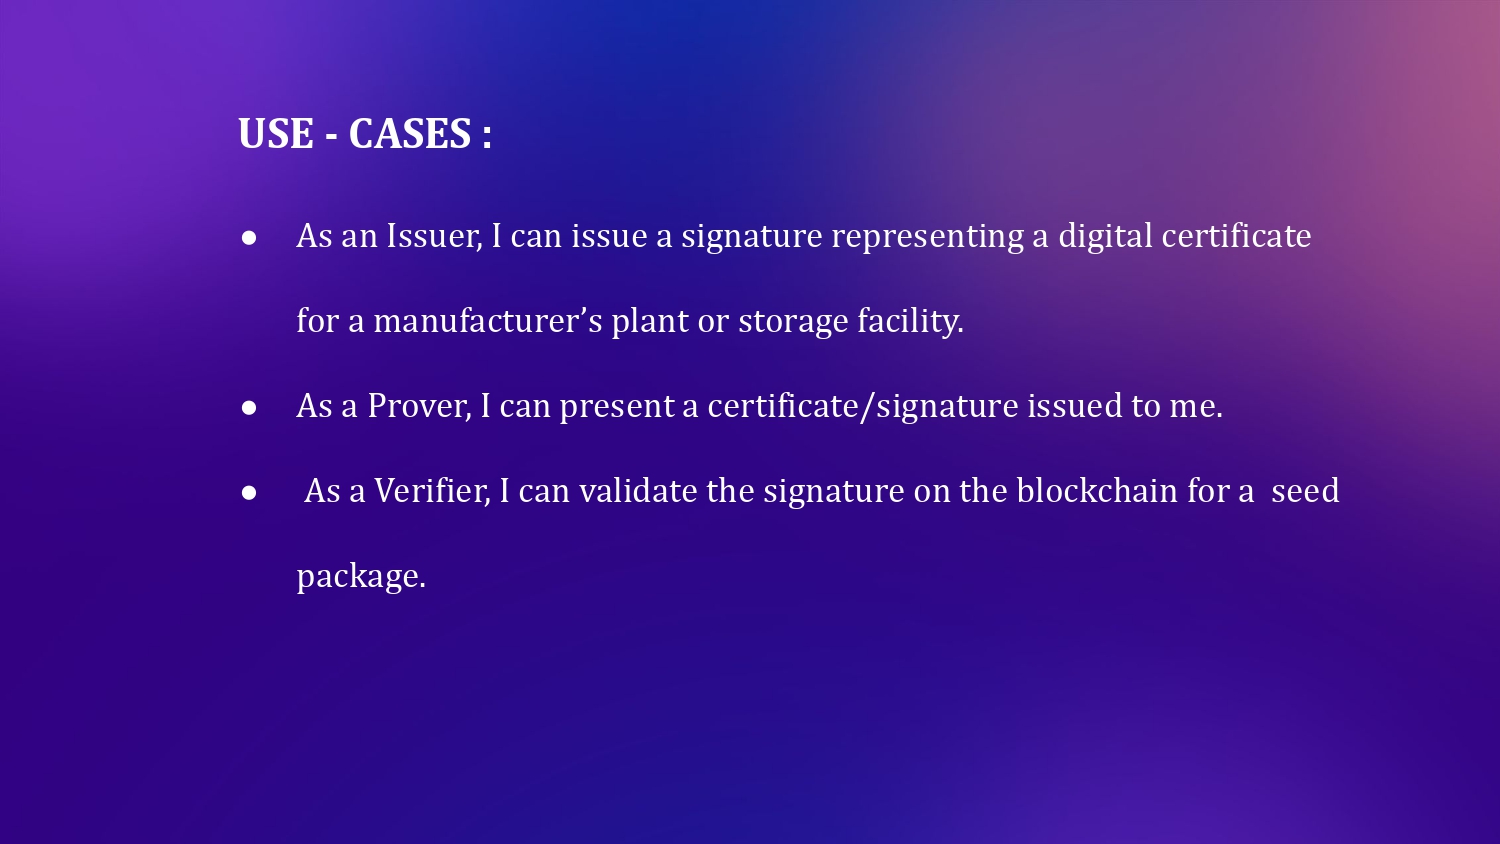 USE - CASES :
● As an Issuer, I can issue a signature representing a digital certificate
for a manufacturer’s plant or storage facility.
● As a Prover, I can present a certificate/signature issued to me.
● As a Verifier, I can validate the signature on the blockchain for a  seed
package.